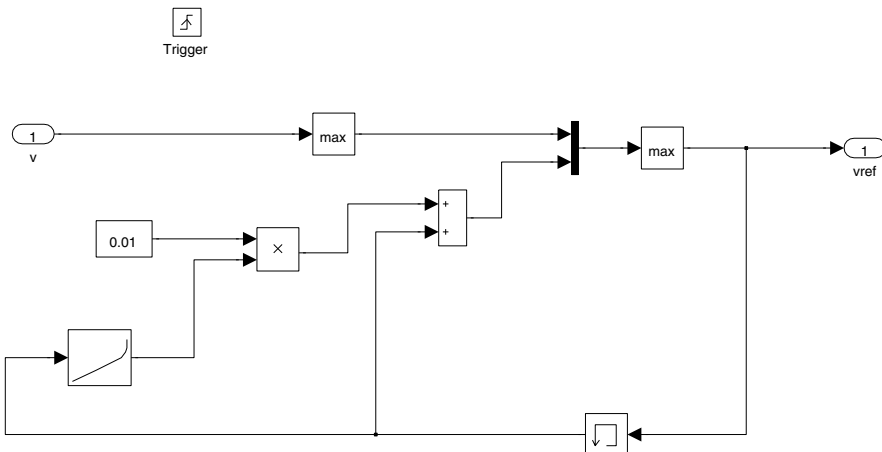 Trigger
1
v
max
max
1
vref
+
+
0.01
×